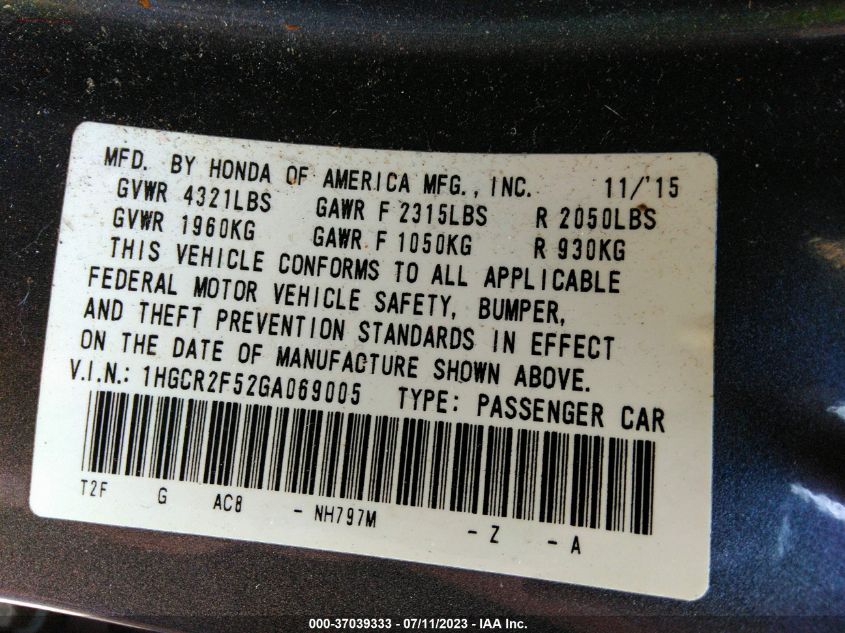 MFD. BY HONDA OF AMERICA MFG., INC. 11/'15
GVWR 4321LBS GAWR F 2315LBS R 2050LBS
GVWR 1960KG GAWR F 1050KG R 930KG
THIS VEHICLE CONFORMS TO ALL APPLICABLE
FEDERAL MOTOR VEHICLE SAFETY, BUMPER,
AND THEFT PREVENTION STANDARDS IN EFFECT
ON THE DATE OF MANUFACTURE SHOWN ABOVE.
V.I.N.: 1HGCR2F52GA069005 TYPE: PASSENGER CAR
T2F G AC8 - NH797M - Z - A
000-37039333 - 07/11/2023 - IAA Inc.